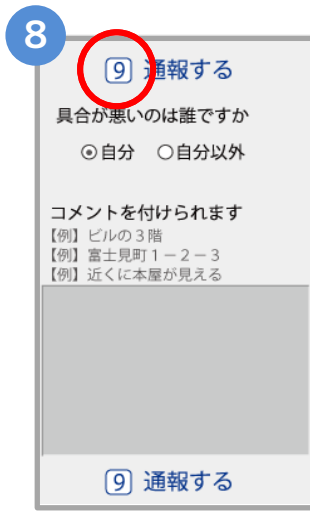 8
9 通報する
具合が悪いのは誰ですか
◉自分 ○自分以外
コメントを付けられます
【例】ビルの３階
【例】富士見町１－２－３
【例】近くに本屋が見える
9 通報する